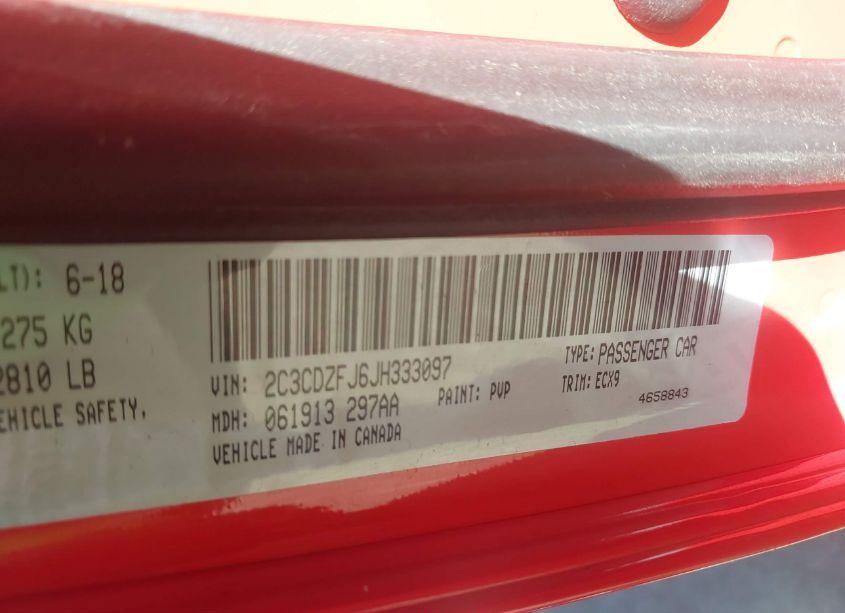 LT): 6-18
275 KG
2810 LB
EHICLE SAFETY,
VIN: 2C3CDZFJ6JH333097
TYPE: PASSENGER CAR
MDH: 061913 297AA
PAINT: PVP
TRIM: ECX9
4658843
VEHICLE MADE IN CANADA